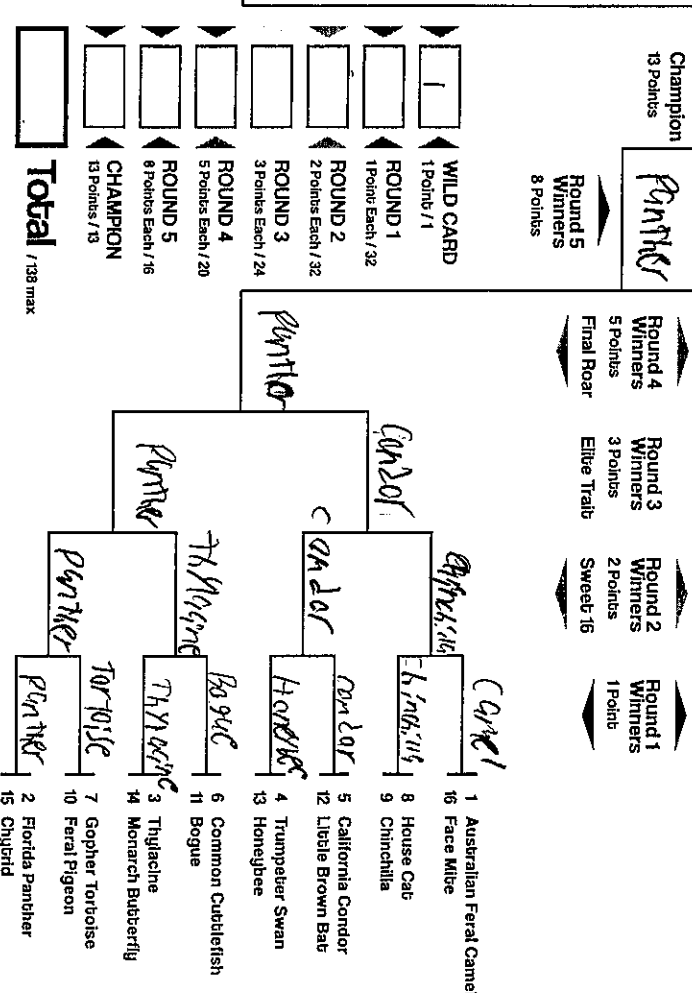 Champion
13 Points
Panther
Round 5
Winners
8 Points
Round 4
Winners
5 Points
Final Roar
Round 3
Winners
3 Points
Elite Trait
Round 2
Winners
2 Points
Sweet 16
Round 1
Winners
1 Point
1
WILD CARD
1 Point / 1
ROUND 1
1 Point Each / 32
ROUND 2
2 Points Each / 32
ROUND 3
3 Points Each / 24
ROUND 4
5 Points Each / 20
ROUND 5
8 Points Each / 16
CHAMPION
13 Points / 13
Total / 138 max
Panther
Condor
Panther
Chinchilla
Condor
Thylacine
Panther
Camel
Chinchilla
Condor
Honeybee
Bogue
Thylacine
Tortoise
Panther
1 Australian Feral Came
16 Face Mite
8 House Cat
9 Chinchilla
5 California Condor
12 Little Brown Bat
4 Trumpeter Swan
13 Honeybee
6 Common Cuttlefish
11 Bogue
3 Thylacine
14 Monarch Butterfly
7 Gopher Tortoise
10 Feral Pigeon
2 Florida Panther
15 Chytrid